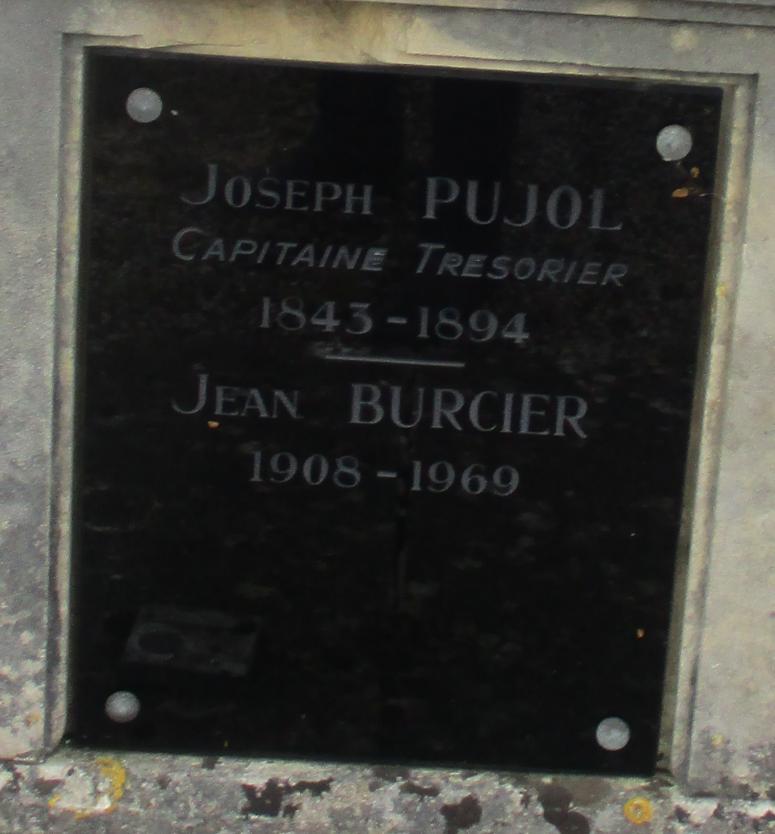 JOSEPH PUJOL
CAPITAINE TRESORIER
1843-1894
JEAN BURCIER
1908-1969